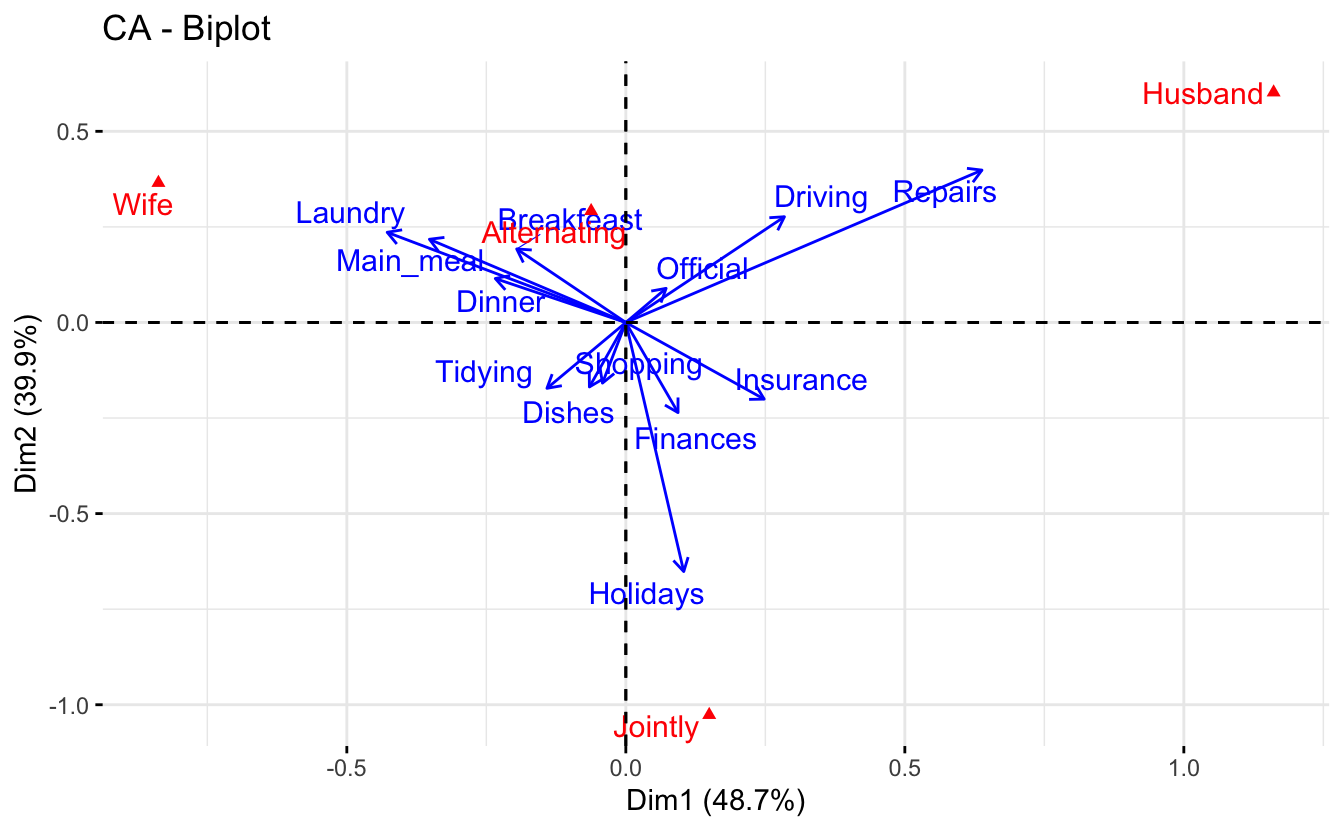 CA - Biplot
Husband
0.5
Wife
Laundry
Breakfeast
Alternating
Driving
Repairs
Main_meal
Official
Dinner
0.0
Tidying
Shopping
Insurance
Dishes
Finances
-0.5
Holidays
-1.0
Jointly
-0.5
0.0
0.5
1.0
Dim1 (48.7%)
Dim2 (39.9%)